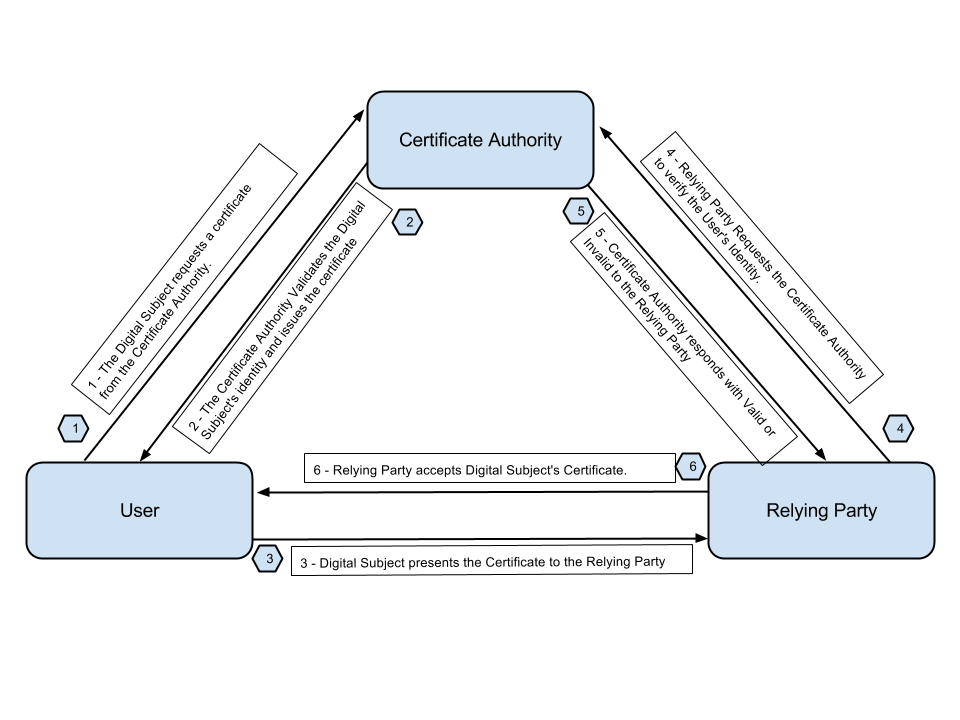 Certificate Authority
1 - The Digital Subject requests a certificate
from the Certificate Authority.
2 - The Certificate Authority Validates the Digital
Subject's identity and issues the certificate
5 - Certificate Authority responds with Valid or
Invalid to the Relying Party
4 - Relying Party Requests the Certificate Authority
to verify the User's Identity.
2
5
1
4
6 - Relying Party accepts Digital Subject's Certificate.
6
User
Relying Party
3
3 - Digital Subject presents the Certificate to the Relying Party